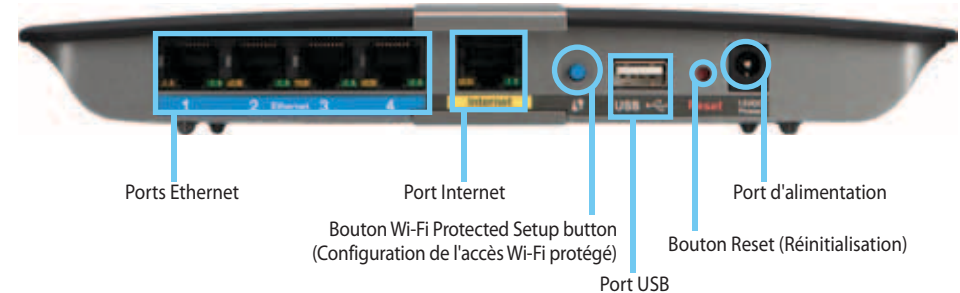 1 2 Ethernet 3 4
Internet
USB
Reset
12VDC
Ports Ethernet
Port Internet
Port d'alimentation
Bouton Wi-Fi Protected Setup button
(Configuration de l'accès Wi-Fi protégé)
Bouton Reset (Réinitialisation)
Port USB